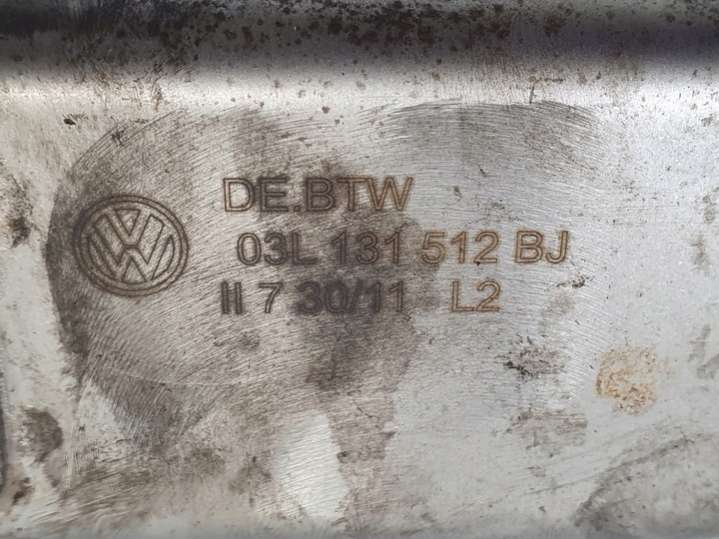 DE.BTW
03L 131 512 BJ
II 7 30/11 L2